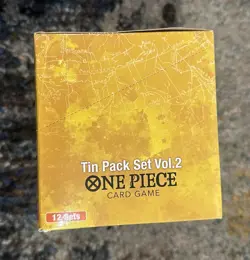 Tin Pack Set Vol.2
ONE PIECE
CARD GAME
12 Sets